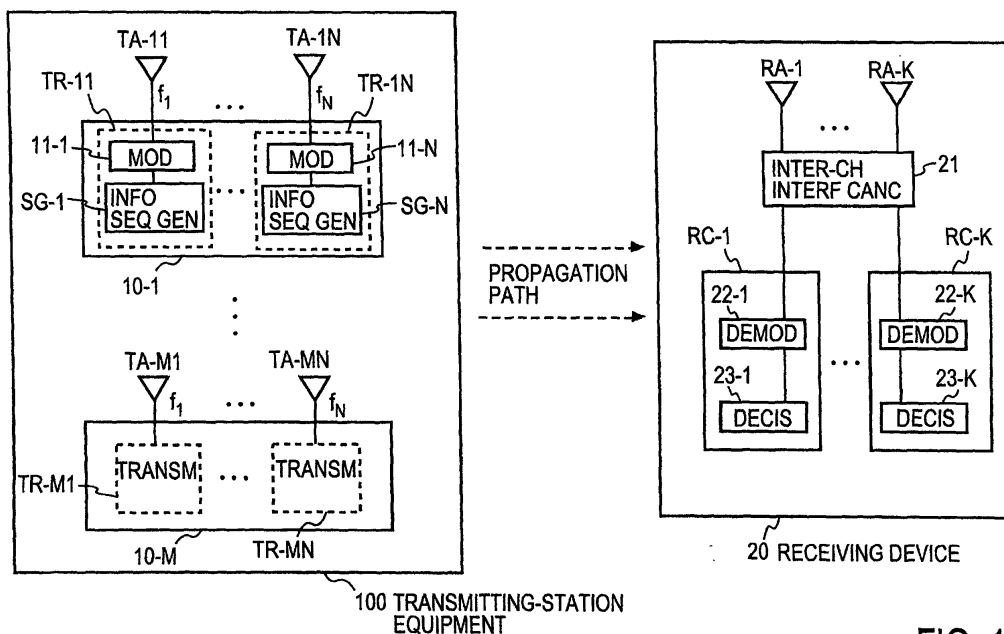 TA-11
TA-1N
TR-11
f1
...
fN
TR-1N
11-1
MOD
MOD
11-N
SG-1
INFO
SEQ GEN
...
INFO
SEQ GEN
SG-N
10-1
TA-M1
TA-MN
f1
...
fN
TRANSM
...
TRANSM
TR-M1
10-M
TR-MN
100 TRANSMITTING-STATION
EQUIPMENT
PROPAGATION
PATH
RA-1
RA-K
...
INTER-CH
INTERF CANC
21
RC-1
RC-K
22-1
22-K
DEMOD
...
DEMOD
23-1
23-K
DECIS
DECIS
20 RECEIVING DEVICE